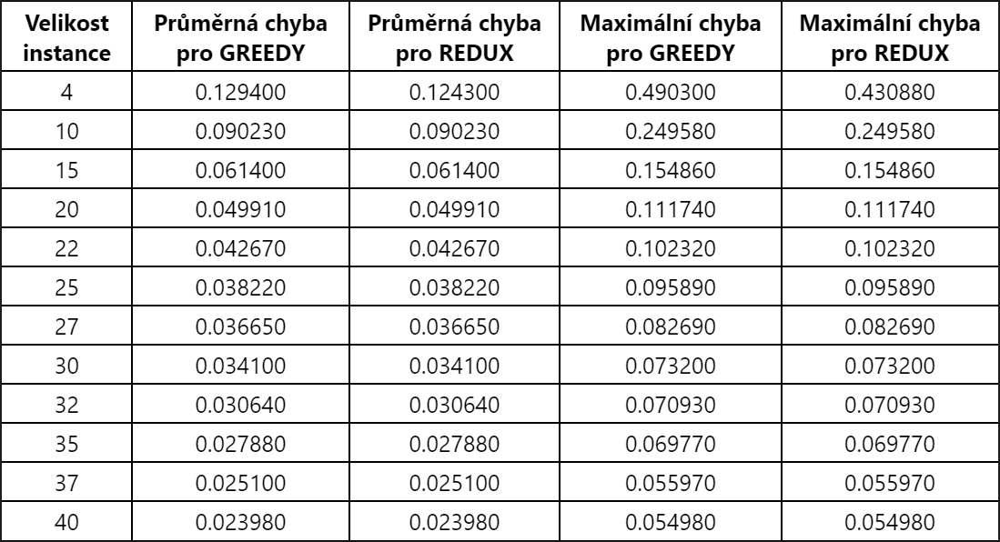 Velikost instance | Průměrná chyba pro GREEDY | Průměrná chyba pro REDUX | Maximální chyba pro GREEDY | Maximální chyba pro REDUX
4 | 0.129400 | 0.124300 | 0.490300 | 0.430880
10 | 0.090230 | 0.090230 | 0.249580 | 0.249580
15 | 0.061400 | 0.061400 | 0.154860 | 0.154860
20 | 0.049910 | 0.049910 | 0.111740 | 0.111740
22 | 0.042670 | 0.042670 | 0.102320 | 0.102320
25 | 0.038220 | 0.038220 | 0.095890 | 0.095890
27 | 0.036650 | 0.036650 | 0.082690 | 0.082690
30 | 0.034100 | 0.034100 | 0.073200 | 0.073200
32 | 0.030640 | 0.030640 | 0.070930 | 0.070930
35 | 0.027880 | 0.027880 | 0.069770 | 0.069770
37 | 0.025100 | 0.025100 | 0.055970 | 0.055970
40 | 0.023980 | 0.023980 | 0.054980 | 0.054980